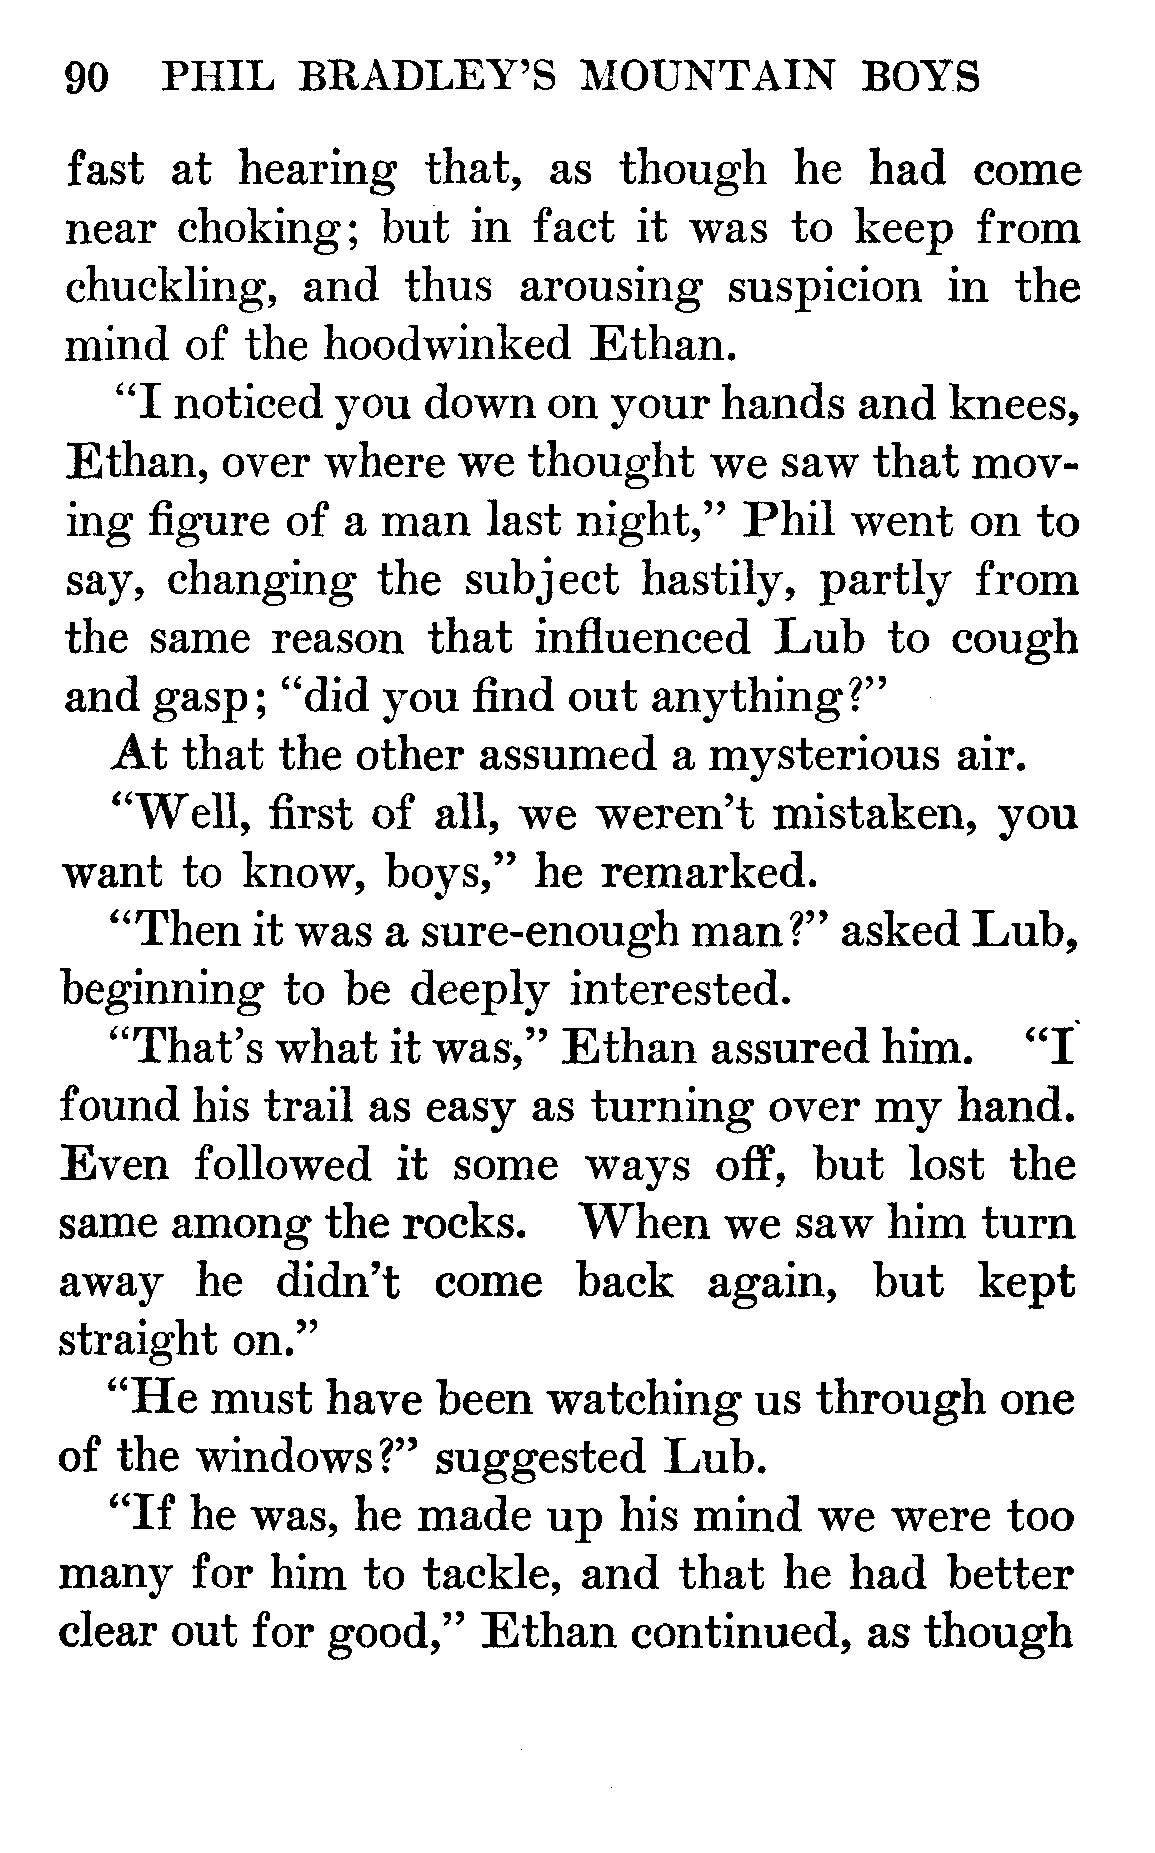 90 PHIL BRADLEY'S MOUNTAIN BOYS
fast at hearing that, as though he had come
near choking; but in fact it was to keep from
chuckling, and thus arousing suspicion in the
mind of the hoodwinked Ethan.
"I noticed you down on your hands and knees,
Ethan, over where we thought we saw that mov-
ing figure of a man last night," Phil went on to
say, changing the subject hastily, partly from
the same reason that influenced Lub to cough
and gasp; "did you find out anything?"
At that the other assumed a mysterious air.
"Well, first of all, we weren't mistaken, you
want to know, boys," he remarked.
"Then it was a sure-enough man?" asked Lub,
beginning to be deeply interested.
"That's what it was," Ethan assured him. "I
found his trail as easy as turning over my hand.
Even followed it some ways off, but lost the
same among the rocks. When we saw him turn
away he didn't come back again, but kept
straight on."
"He must have been watching us through one
of the windows?" suggested Lub.
"If he was, he made up his mind we were too
many for him to tackle, and that he had better
clear out for good," Ethan continued, as though